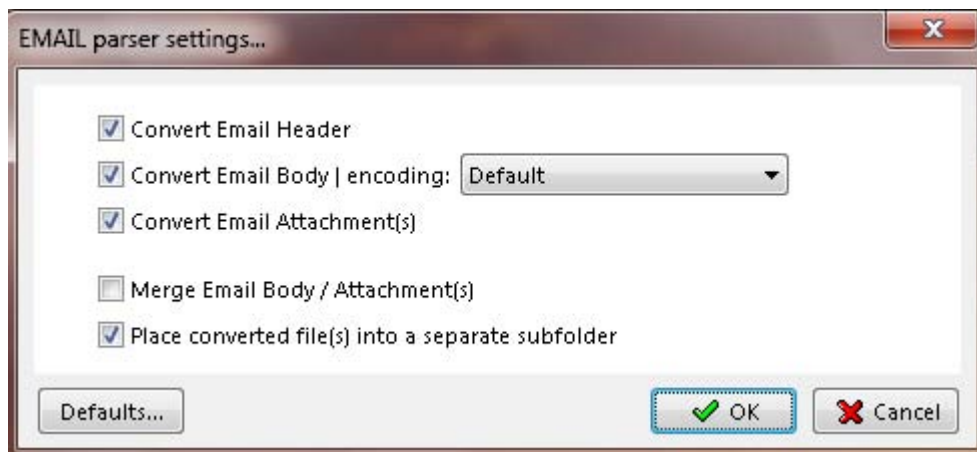 EMAIL parser settings...
Convert Email Header
Convert Email Body | encoding: Default
Convert Email Attachment(s)
Merge Email Body / Attachment(s)
Place converted file(s) into a separate subfolder
Defaults... OK Cancel